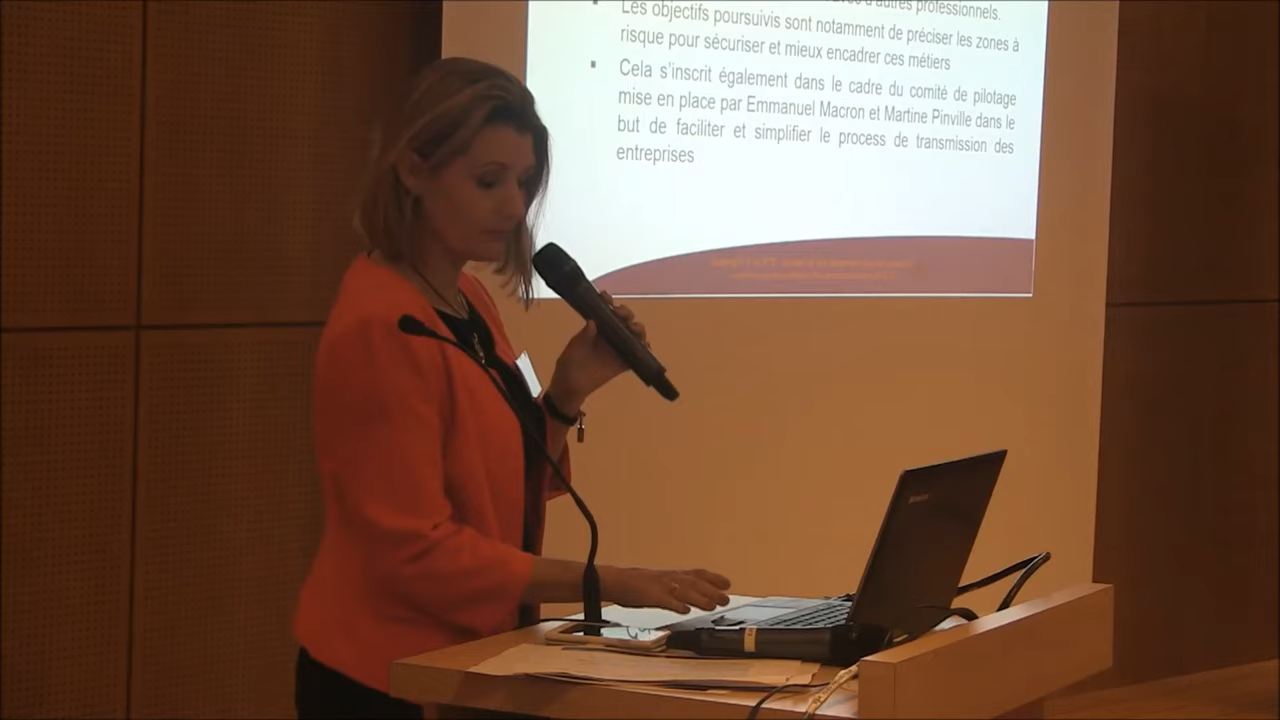 d'autres professionnels.
▪ Les objectifs poursuivis sont notamment de préciser les zones à
risque pour sécuriser et mieux encadrer ces métiers
▪ Cela s'inscrit également dans le cadre du comité de pilotage
mise en place par Emmanuel Macron et Martine Pinville dans le
but de faciliter et simplifier le process de transmission des
entreprises